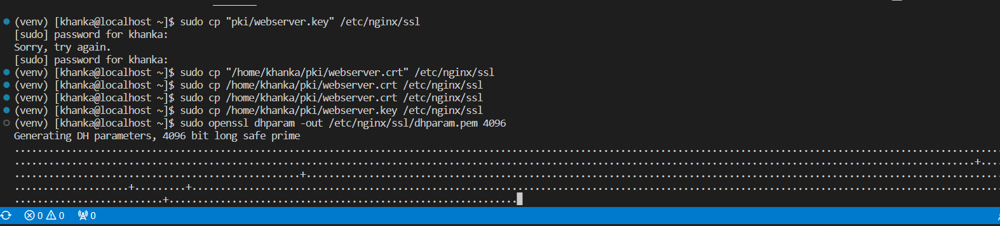 (venv) [khanka@localhost ~]$ sudo cp "pki/webserver.key" /etc/nginx/ssl
[sudo] password for khanka:
Sorry, try again.
[sudo] password for khanka:
(venv) [khanka@localhost ~]$ sudo cp "/home/khanka/pki/webserver.crt" /etc/nginx/ssl
(venv) [khanka@localhost ~]$ sudo cp /home/khanka/pki/webserver.crt /etc/nginx/ssl
(venv) [khanka@localhost ~]$ sudo cp /home/khanka/pki/webserver.crt /etc/nginx/ssl
(venv) [khanka@localhost ~]$ sudo cp /home/khanka/pki/webserver.key /etc/nginx/ssl
(venv) [khanka@localhost ~]$ sudo openssl dhparam -out /etc/nginx/ssl/dhparam.pem 4096
Generating DH parameters, 4096 bit long safe prime
0 0 0